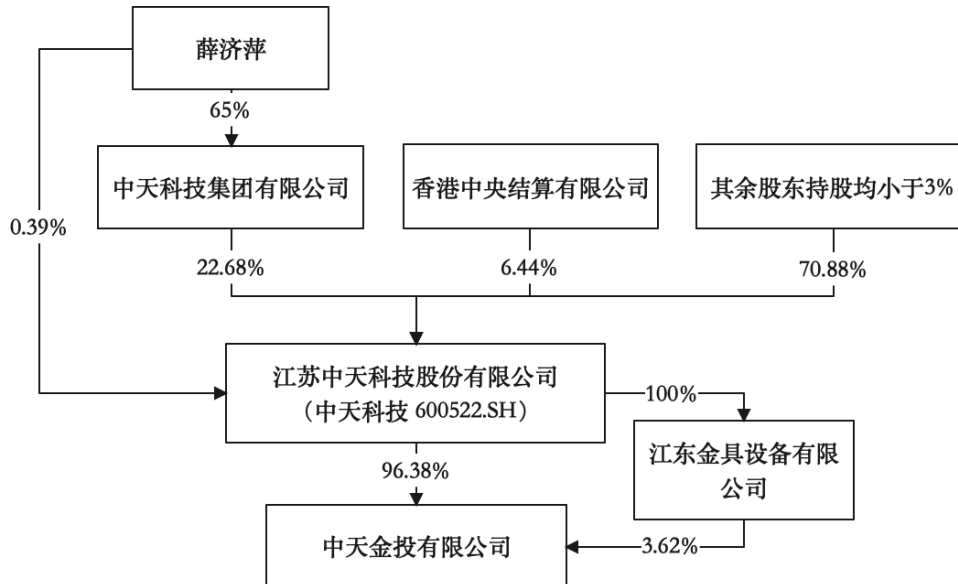 薛济萍
65%
中天科技集团有限公司
香港中央结算有限公司
其余股东持股均小于3%
0.39%
22.68%
6.44%
70.88%
江苏中天科技股份有限公司
（中天科技 600522.SH）
100%
江东金具设备有限
公司
96.38%
中天金投有限公司
3.62%